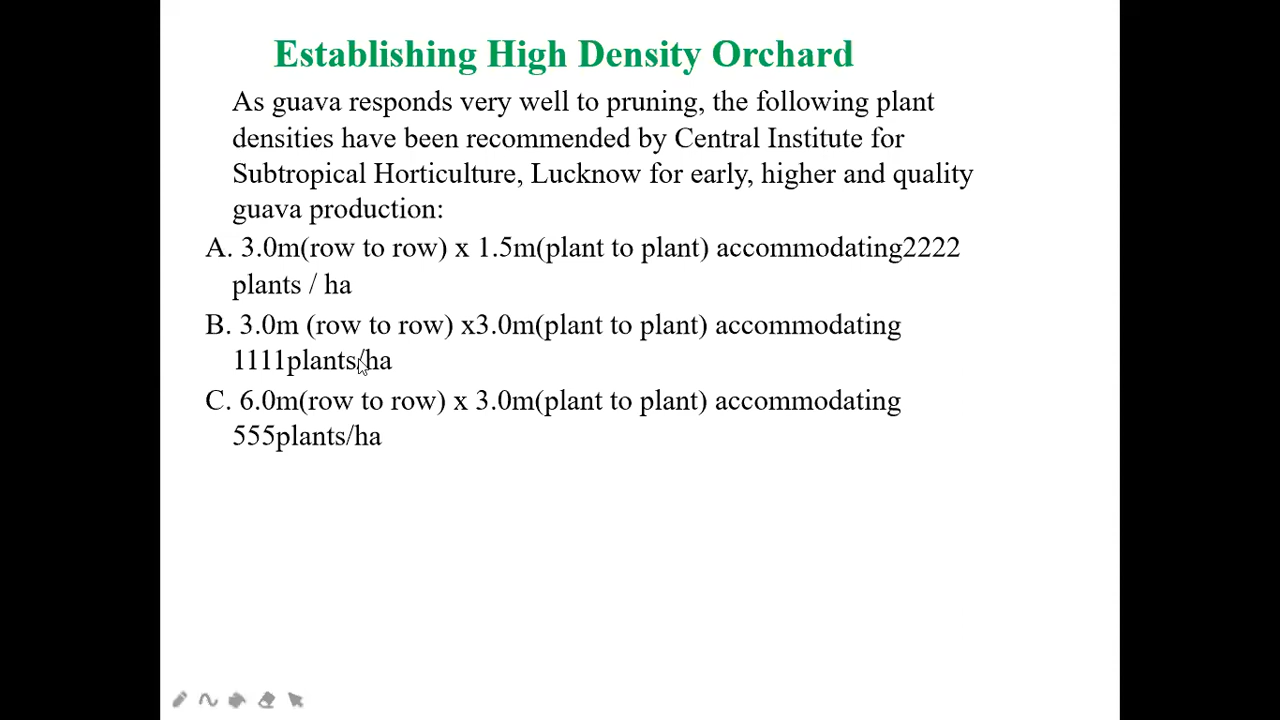 Establishing High Density Orchard
As guava responds very well to pruning, the following plant
densities have been recommended by Central Institute for
Subtropical Horticulture, Lucknow for early, higher and quality
guava production:
A. 3.0m(row to row) x 1.5m(plant to plant) accommodating2222
plants / ha
B. 3.0m (row to row) x3.0m(plant to plant) accommodating
1111plants/ha
C. 6.0m(row to row) x 3.0m(plant to plant) accommodating
555plants/ha